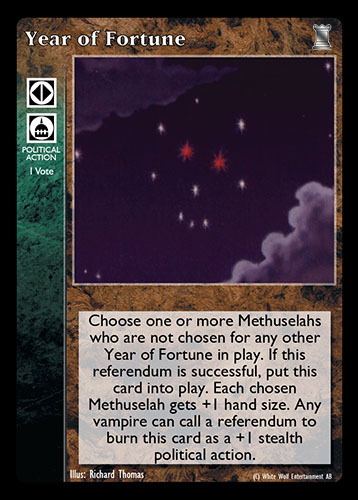 Year of Fortune
POLITICAL
ACTION
1 Vote
Choose one or more Methuselahs
who are not chosen for any other
Year of Fortune in play. If this
referendum is successful, put this
card into play. Each chosen
Methuselah gets +1 hand size. Any
vampire can call a referendum to
burn this card as a +1 stealth
political action.
Illus: Richard Thomas
(C) White Wolf Entertainment AB